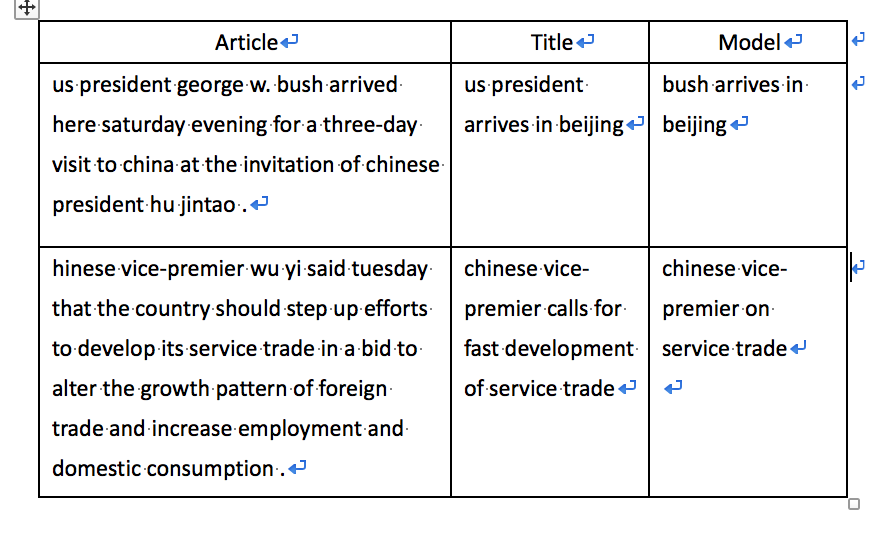 Article
Title
Model
us president george w. bush arrived
here saturday evening for a three-day
visit to china at the invitation of chinese
president hu jintao .
us president
arrives in beijing
bush arrives in
beijing
hinese vice-premier wu yi said tuesday
that the country should step up efforts
to develop its service trade in a bid to
alter the growth pattern of foreign
trade and increase employment and
domestic consumption .
chinese vice-
premier calls for
fast development
of service trade
chinese vice-
premier on
service trade